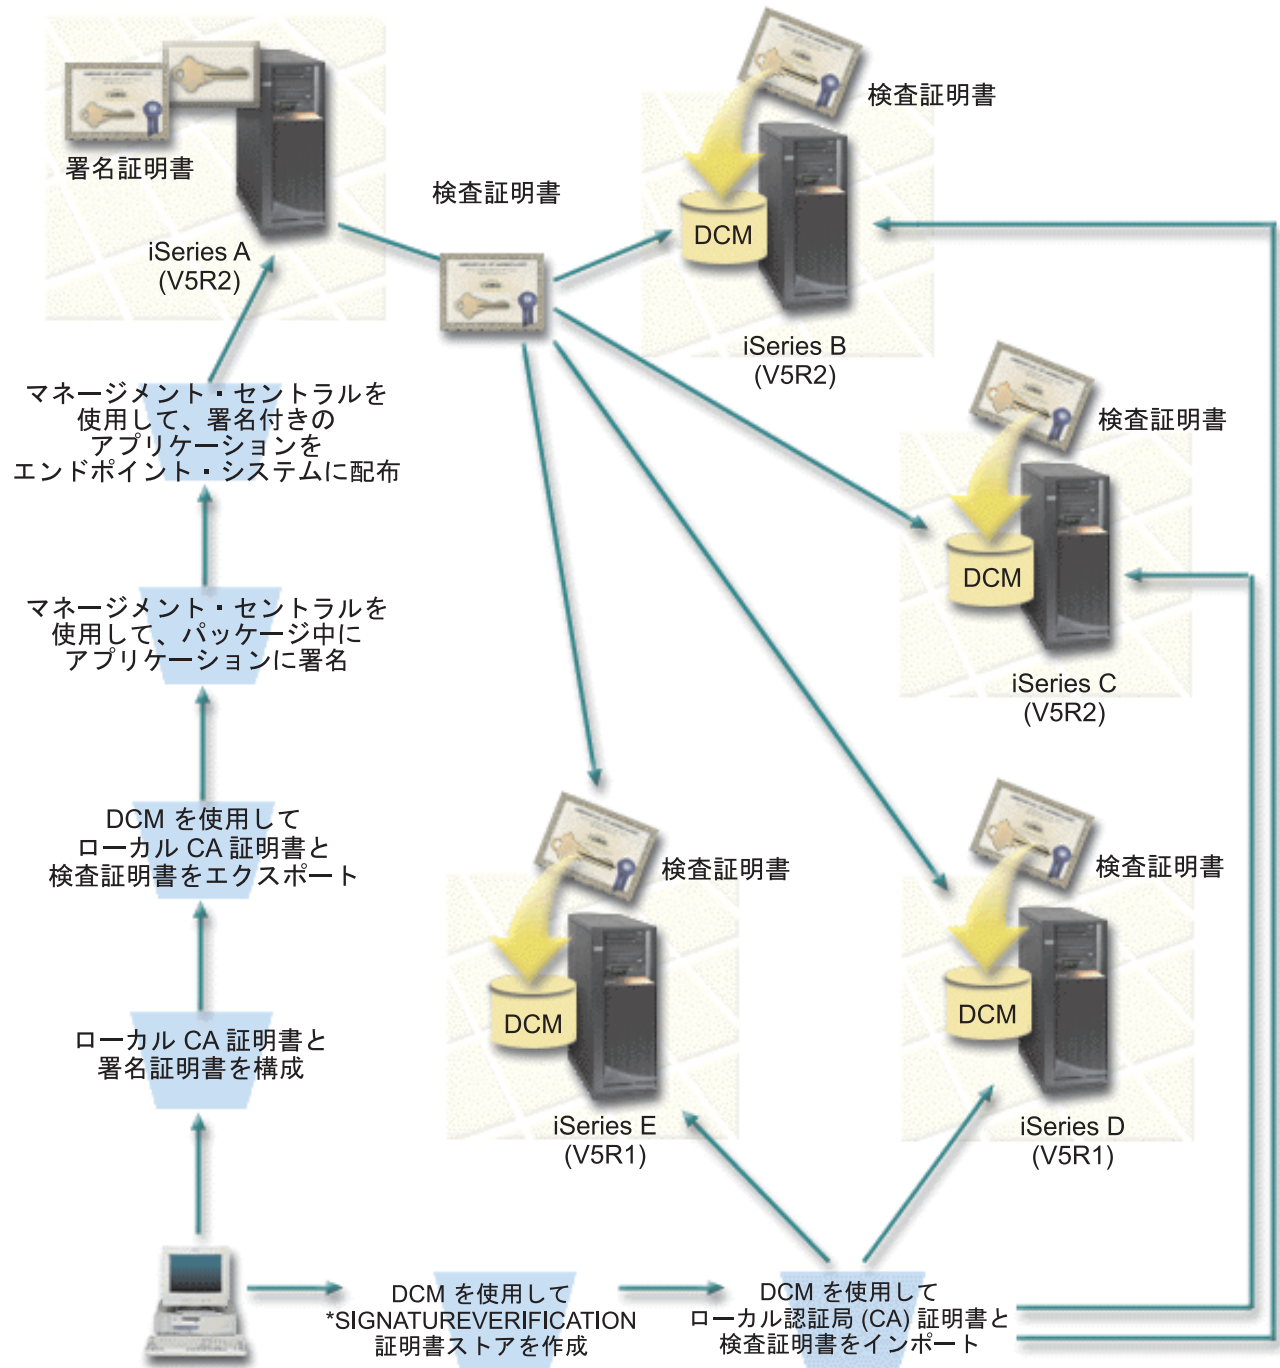 署名証明書
iSeries A
(V5R2)
検査証明書
検査証明書
DCM
iSeries B
(V5R2)
検査証明書
DCM
iSeries C
(V5R2)
マネージメント・セントラルを
使用して、署名付きの
アプリケーションを
エンドポイント・システムに配布
マネージメント・セントラルを
使用して、パッケージ中に
アプリケーションに署名
DCM を使用して
ローカル CA 証明書と
検査証明書をエクスポート
ローカル CA 証明書と
署名証明書を構成
検査証明書
DCM
iSeries E
(V5R1)
検査証明書
DCM
iSeries D
(V5R1)
DCM を使用して
*SIGNATUREVERIFICATION
証明書ストアを作成
DCM を使用して
ローカル認証局 (CA) 証明書と
検査証明書をインポート